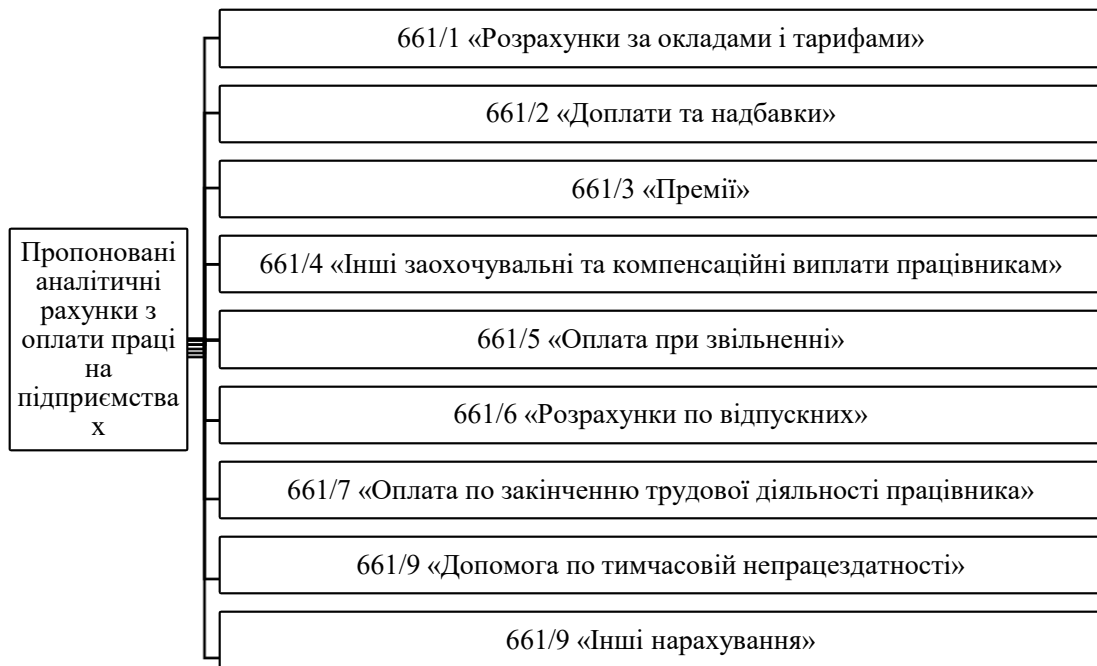 Пропоновані
аналітичні
рахунки з
оплати праці
на
підприємства
х
661/1 «Розрахунки за окладами і тарифами»
661/2 «Доплати та надбавки»
661/3 «Премії»
661/4 «Інші заохочувальні та компенсаційні виплати працівникам»
661/5 «Оплата при звільненні»
661/6 «Розрахунки по відпускних»
661/7 «Оплата по закінченню трудової діяльності працівника»
661/9 «Допомога по тимчасовій непрацездатності»
661/9 «Інші нарахування»